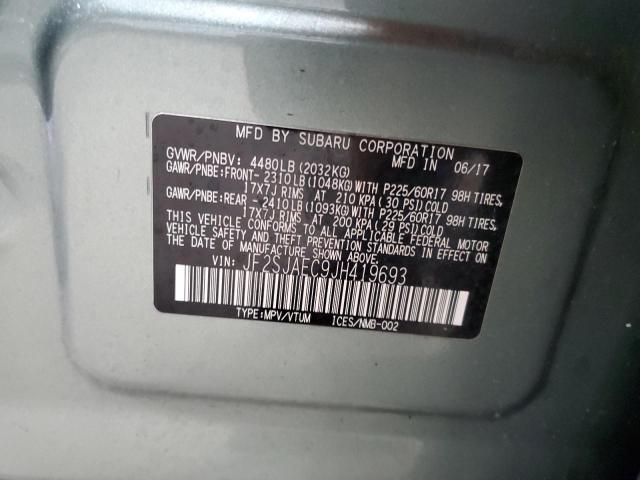 MFD BY SUBARU CORPORATION
GVWR/PNBV: 4480LB(2032KG) MFD IN 06/17
GAWR/PNBE:FRONT- 2310LB(1048KG)WITH P225/60R17 98H TIRES,
17X7J RIMS AT 210 KPA(30 PSI)COLD
GAWR/PNBE:REAR - 2410LB(1093KG)WITH P225/60R17 98H TIRES,
17X7J RIMS AT 200 KPA(29 PSI)COLD
THIS VEHICLE CONFORMS TO ALL APPLICABLE FEDERAL MOTOR
VEHICLE SAFETY STANDARDS IN EFFECT ON
THE DATE OF MANUFACTURE SHOWN ABOVE.
VIN: JF2SJAEC9JH419693
TYPE:MPV/VTUM ICES/NMB-002